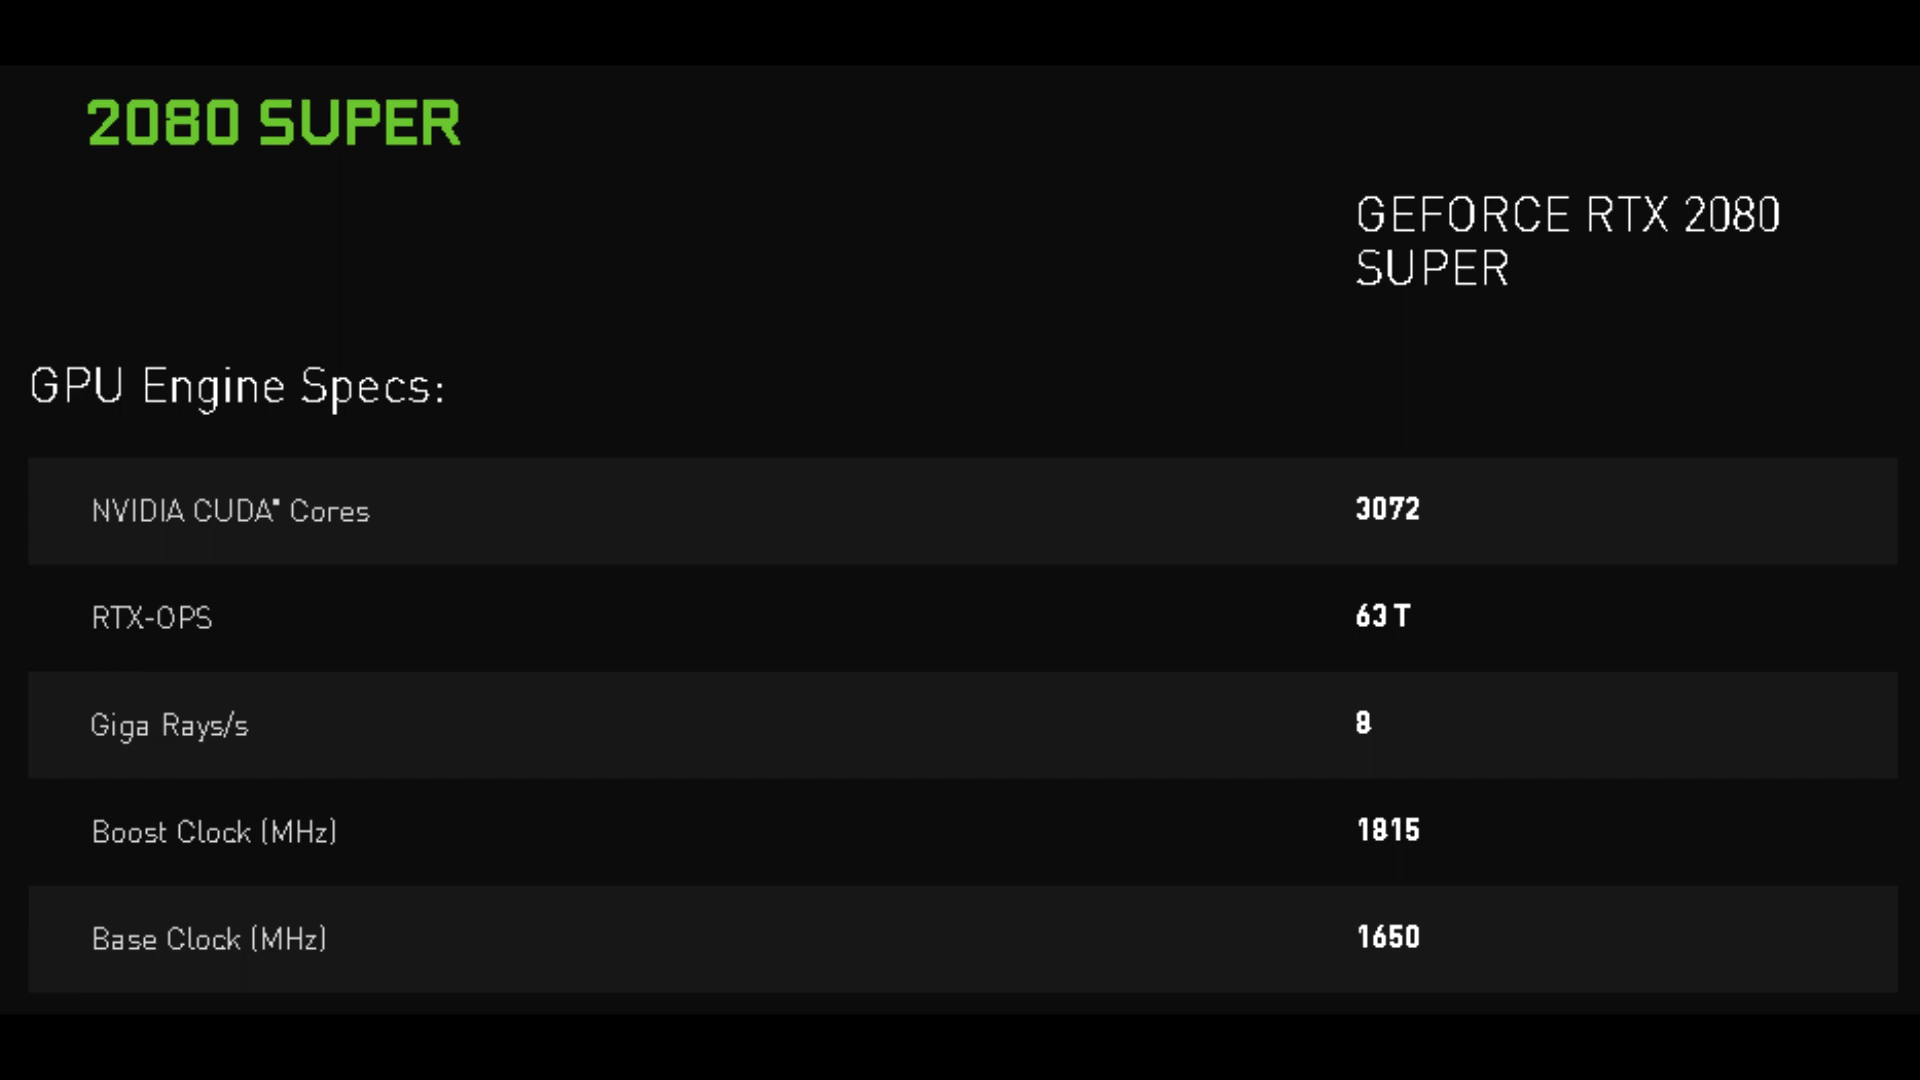 2080 SUPER
GEFORCE RTX 2080
SUPER
GPU Engine Specs:
NVIDIA CUDA® Cores 3072
RTX-OPS 63 T
Giga Rays/s 8
Boost Clock (MHz) 1815
Base Clock (MHz) 1650